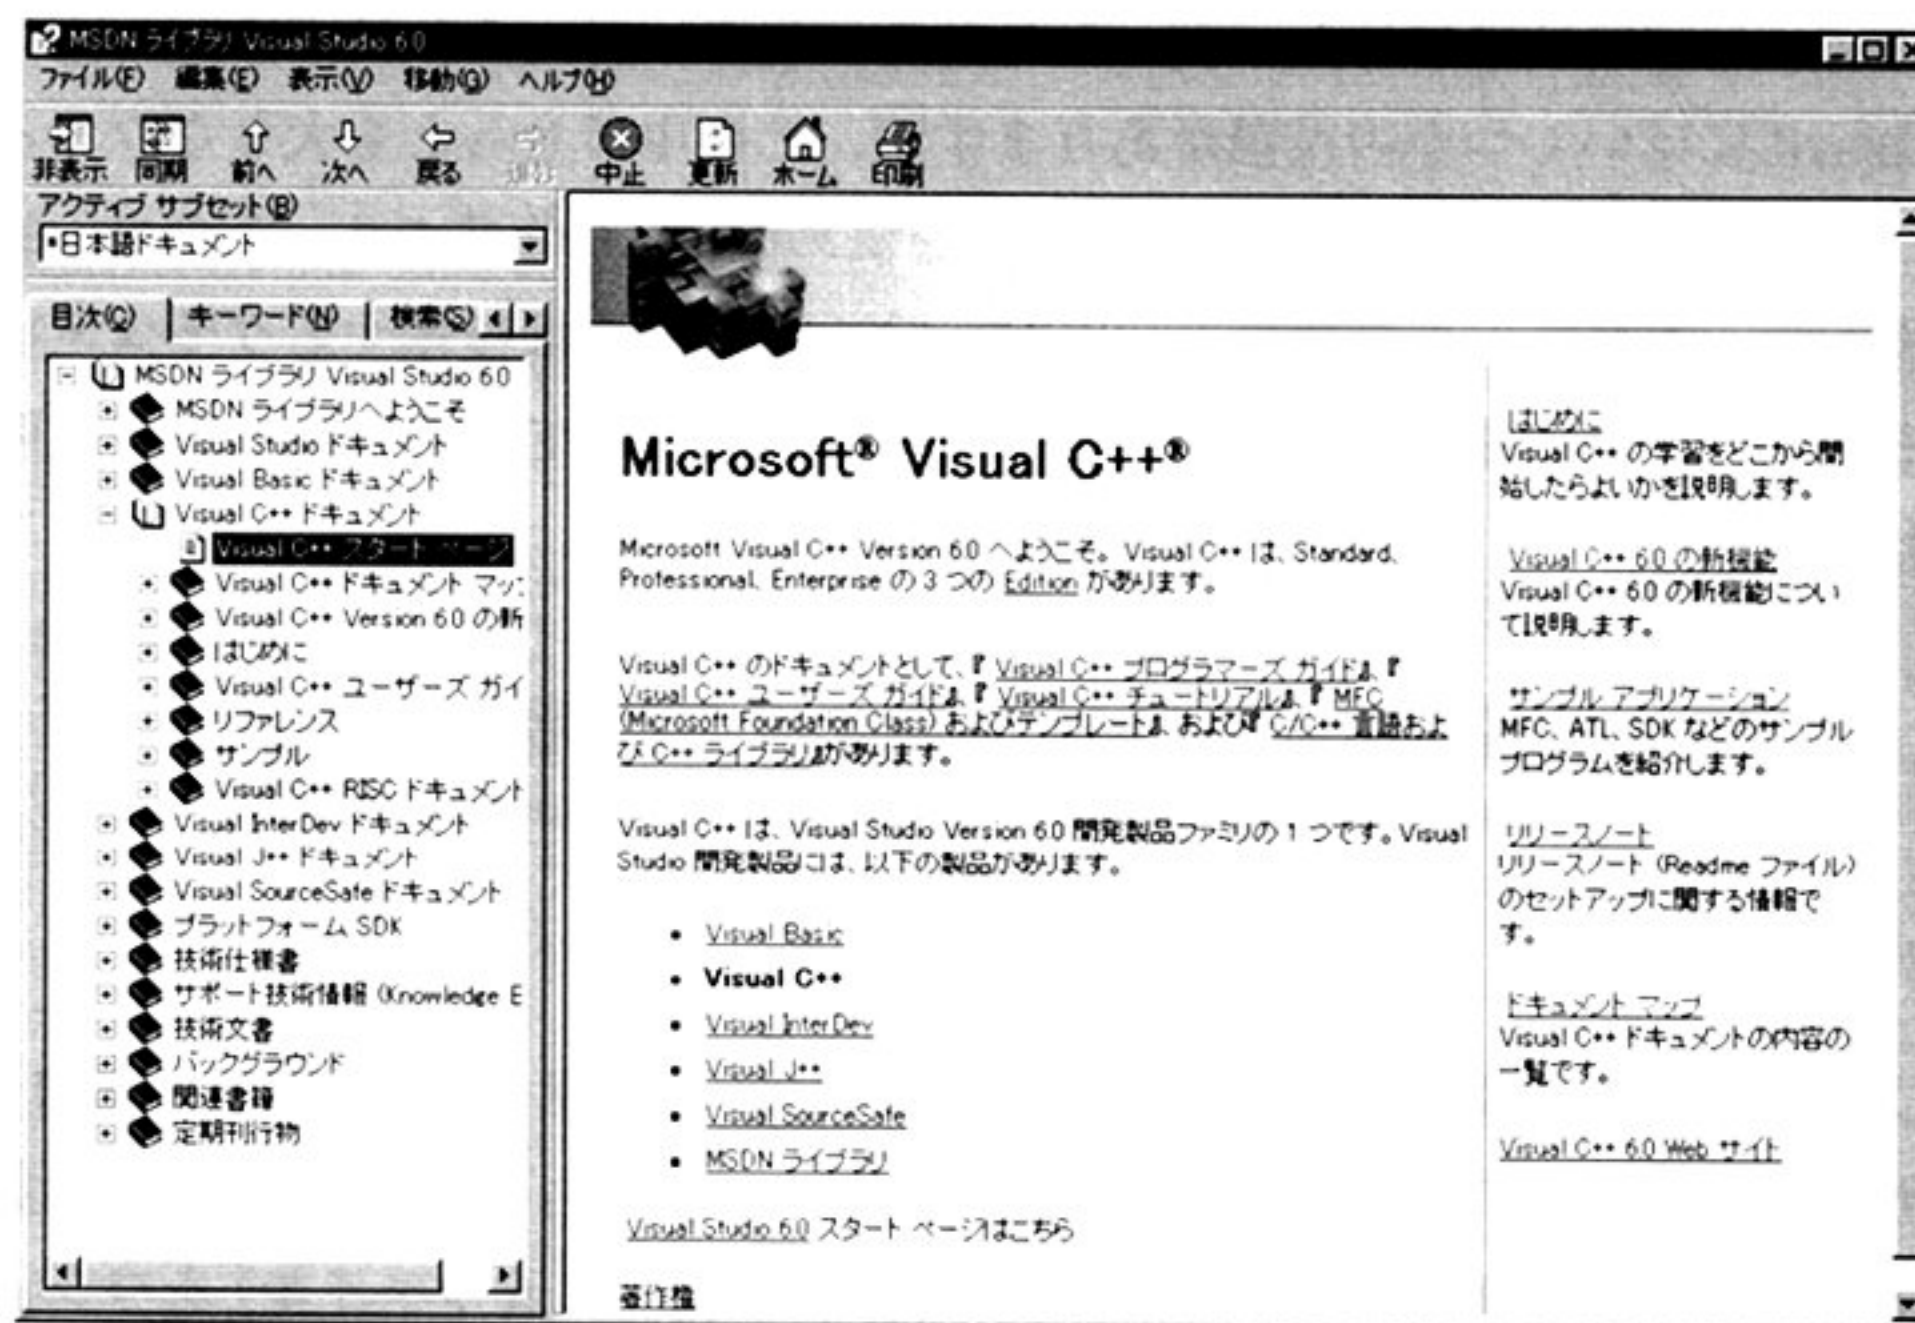 MSDN ライブラリ Visual Studio 6.0
ファイル(F) 編集(E) 表示(V) 移動(G) ヘルプ(H)
非表示 同期 前へ 次へ 戻る 中止 更新 ホーム 印刷
アクティブ サブセット(B)
*日本語ドキュメント
目次(C) キーワード(N) 検索(S)
MSDN ライブラリ Visual Studio 6.0
MSDN ライブラリへようこそ
Visual Studio ドキュメント
Visual Basic ドキュメント
Visual C++ ドキュメント
Visual C++ スタート ページ
Visual C++ ドキュメント マップ
Visual C++ Version 6.0 の新
はじめに
Visual C++ ユーザーズ ガイ
リファレンス
サンプル
Visual C++ RISC ドキュメント
Visual InterDev ドキュメント
Visual J++ ドキュメント
Visual SourceSafe ドキュメント
プラットフォーム SDK
技術仕様書
サポート技術情報 (Knowledge E
技術文書
バックグラウンド
関連書籍
定期刊行物
Microsoft® Visual C++®
Microsoft Visual C++ Version 6.0 へようこそ。Visual C++ は、Standard、
Professional、Enterprise の 3 つの Edition があります。
Visual C++ のドキュメントとして、『 Visual C++ プログラマーズ ガイド』、『
Visual C++ ユーザーズ ガイド』、『 Visual C++ チュートリアル』、『 MFC
(Microsoft Foundation Class) およびテンプレート』、および『 C/C++ 言語およ
び C++ ライブラリ』があります。
Visual C++ は、Visual Studio Version 6.0 開発製品ファミリの 1 つです。Visual
Studio 開発製品には、以下の製品があります。
• Visual Basic
• Visual C++
• Visual InterDev
• Visual J++
• Visual SourceSafe
• MSDN ライブラリ
Visual Studio 6.0 スタート ページはこちら
著作権
はじめに
Visual C++ の学習をどこから開
始したらよいかを説明します。
Visual C++ 6.0 の新機能
Visual C++ 6.0 の新機能につい
て説明します。
サンプル アプリケーション
MFC、ATL、SDK などのサンプル
プログラムを紹介します。
リリースノート
リリースノート (Readme ファイル)
のセットアップに関する情報で
す。
ドキュメント マップ
Visual C++ ドキュメントの内容の
一覧です。
Visual C++ 6.0 Web サイト